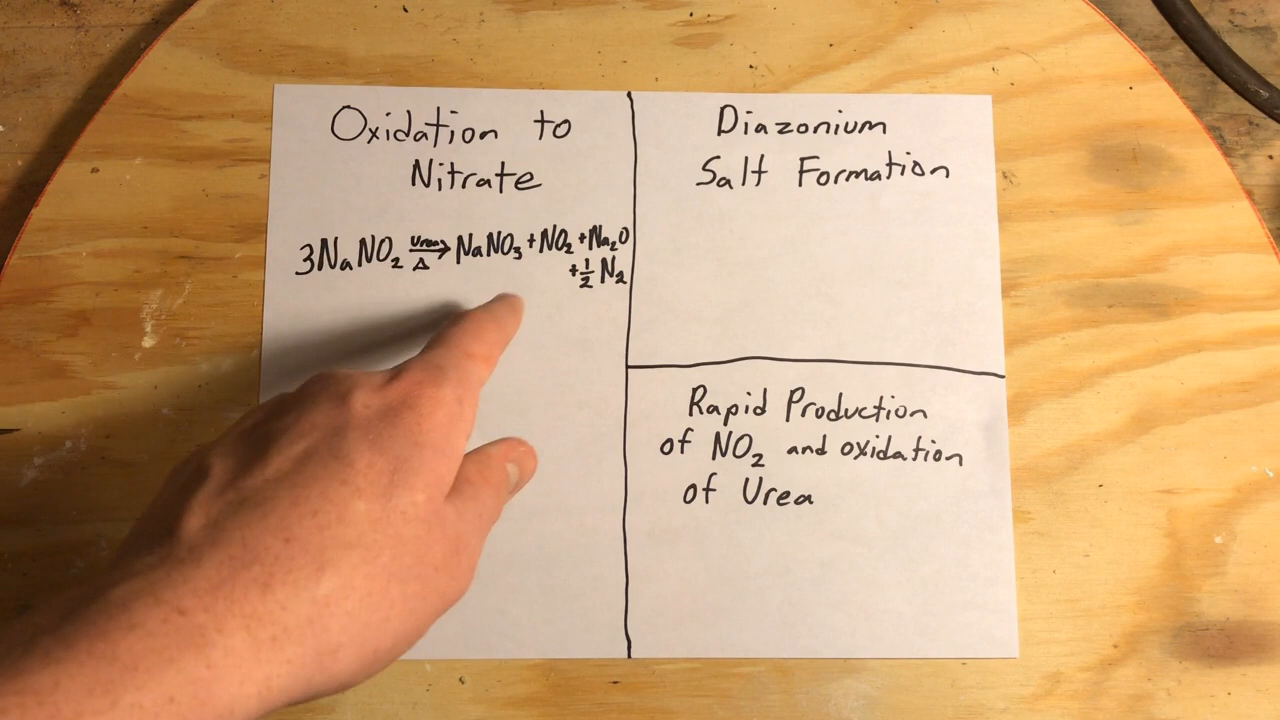 Oxidation to
Nitrate
3NaNO₂ —Urea/Δ→ NaNO₃ + NO₂ + Na₂O
+ ½ N₂
Diazonium
Salt Formation
Rapid Production
of NO₂ and oxidation
of Urea